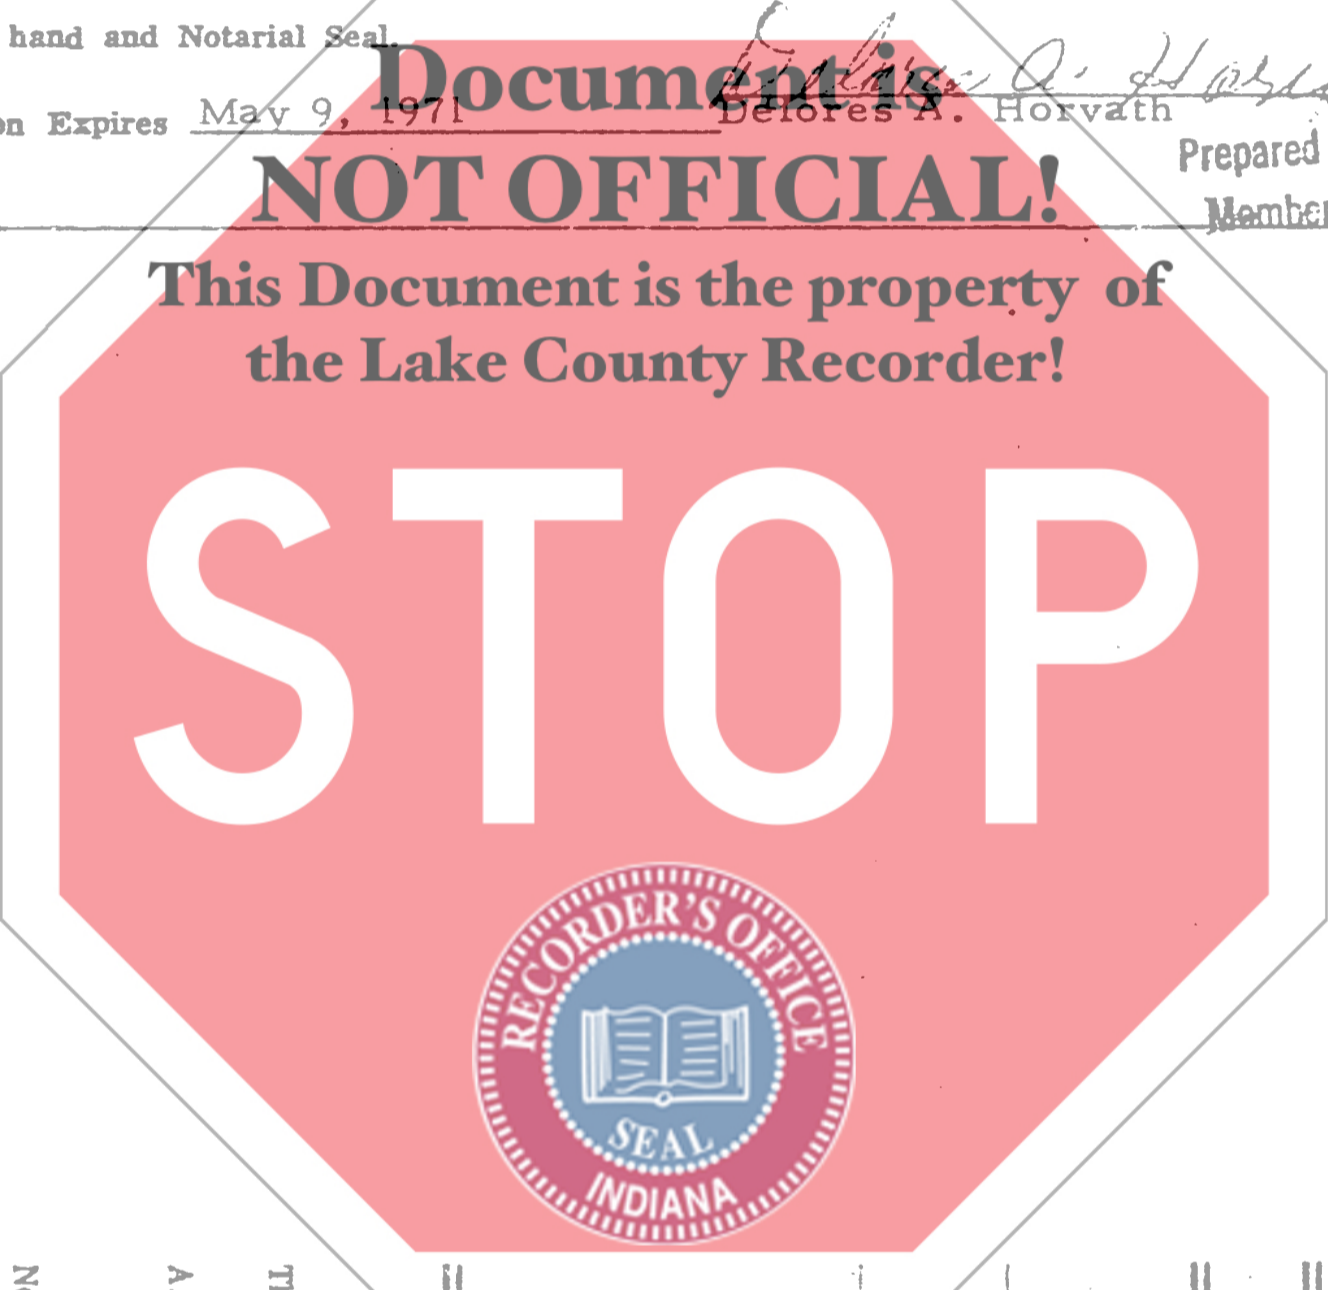 hand and Notarial Seal.
Document is
on Expires May 9, 1971
Delores A. Horvath
NOT OFFICIAL!
Prepared
Member
This Document is the property of
the Lake County Recorder!
STOP
RECORDER'S OFFICE
SEAL
INDIANA